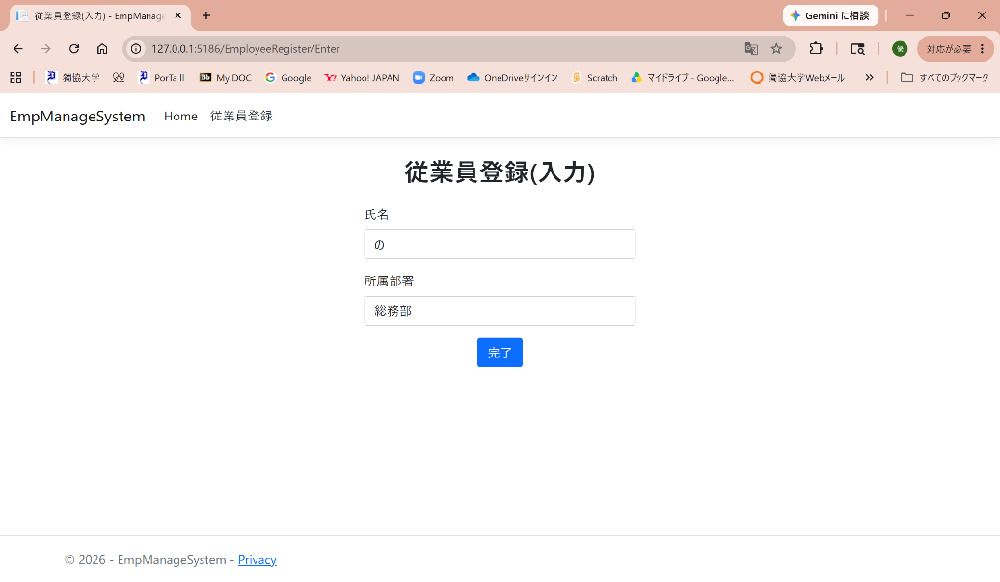 従業員登録(入力) - EmpManage
Gemini に相談
127.0.0.1:5186/EmployeeRegister/Enter
対応が必要
獨協大学 PorTa II My DOC Google Yahoo! JAPAN Zoom OneDriveサインイン Scratch マイドライブ - Google... 獨協大学Webメール すべてのブックマーク
EmpManageSystem Home 従業員登録
従業員登録(入力)
氏名
の
所属部署
総務部
完了
© 2026 - EmpManageSystem - Privacy